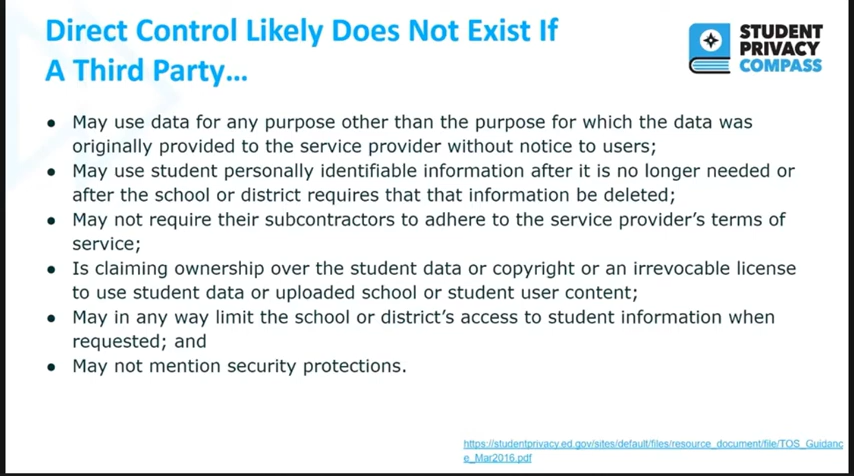 Direct Control Likely Does Not Exist If
A Third Party...
STUDENT
PRIVACY
COMPASS
● May use data for any purpose other than the purpose for which the data was
originally provided to the service provider without notice to users;
● May use student personally identifiable information after it is no longer needed or
after the school or district requires that that information be deleted;
● May not require their subcontractors to adhere to the service provider's terms of
service;
● Is claiming ownership over the student data or copyright or an irrevocable license
to use student data or uploaded school or student user content;
● May in any way limit the school or district's access to student information when
requested; and
● May not mention security protections.
https://studentprivacy.ed.gov/sites/default/files/resource_document/file/TOS_Guidanc
e_Mar2016.pdf